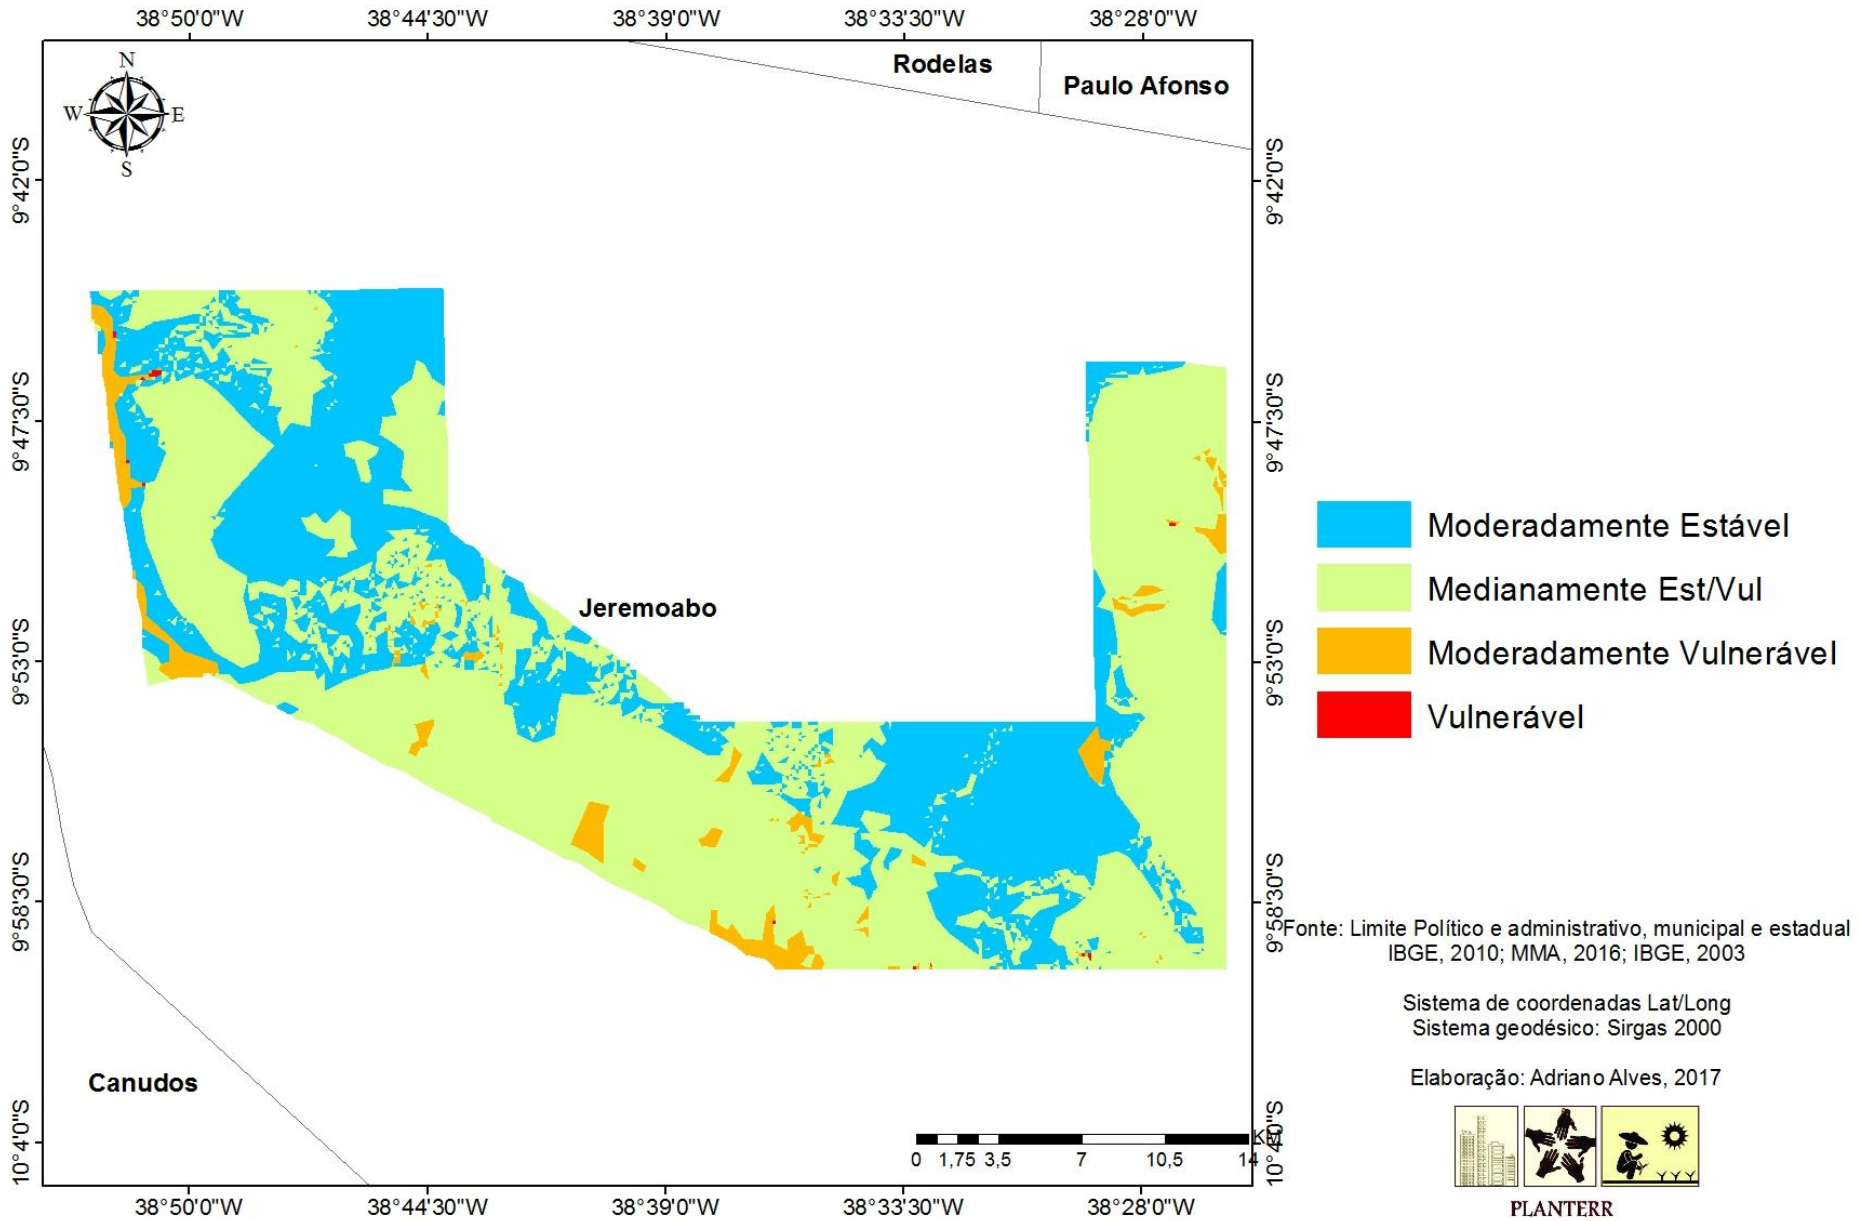 38°50'0"W 38°44'30"W 38°39'0"W 38°33'30"W 38°28'0"W
N
W E
S
Rodelas
Paulo Afonso
9°42'0"S 9°42'0"S
9°47'30"S 9°47'30"S
Moderadamente Estável
Medianamente Est/Vul
Jeremoabo
Moderadamente Vulnerável
9°53'0"S 9°53'0"S
Vulnerável
9°58'30"S 9°58'30"S
Fonte: Limite Político e administrativo, municipal e estadual
IBGE, 2010; MMA, 2016; IBGE, 2003
Sistema de coordenadas Lat/Long
Sistema geodésico: Sirgas 2000
Elaboração: Adriano Alves, 2017
Canudos
10°4'0"S 10°4'0"S
KM
0 1,75 3,5 7 10,5 14
38°50'0"W 38°44'30"W 38°39'0"W 38°33'30"W 38°28'0"W
PLANTERR